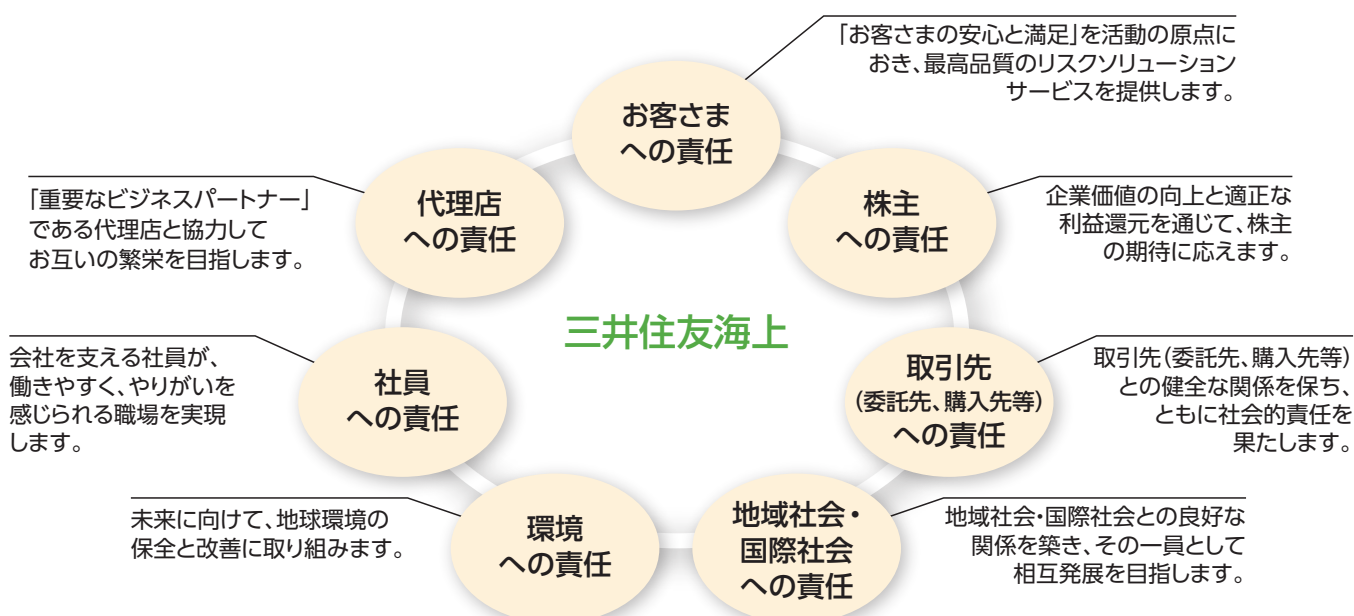 「お客さまの安心と満足」を活動の原点に
おき、最高品質のリスクソリューション
サービスを提供します。
お客さま
への責任
「重要なビジネスパートナー」
である代理店と協力して
お互いの繁栄を目指します。
代理店
への責任
株主
への責任
企業価値の向上と適正な
利益還元を通じて、株主
の期待に応えます。
三井住友海上
会社を支える社員が、
働きやすく、やりがいを
感じられる職場を実現
します。
社員
への責任
取引先
(委託先、購入先等)
への責任
取引先(委託先、購入先等)
との健全な関係を保ち、
ともに社会的責任を
果たします。
未来に向けて、地球環境の
保全と改善に取り組みます。
環境
への責任
地域社会・
国際社会
への責任
地域社会・国際社会との良好な
関係を築き、その一員として
相互発展を目指します。